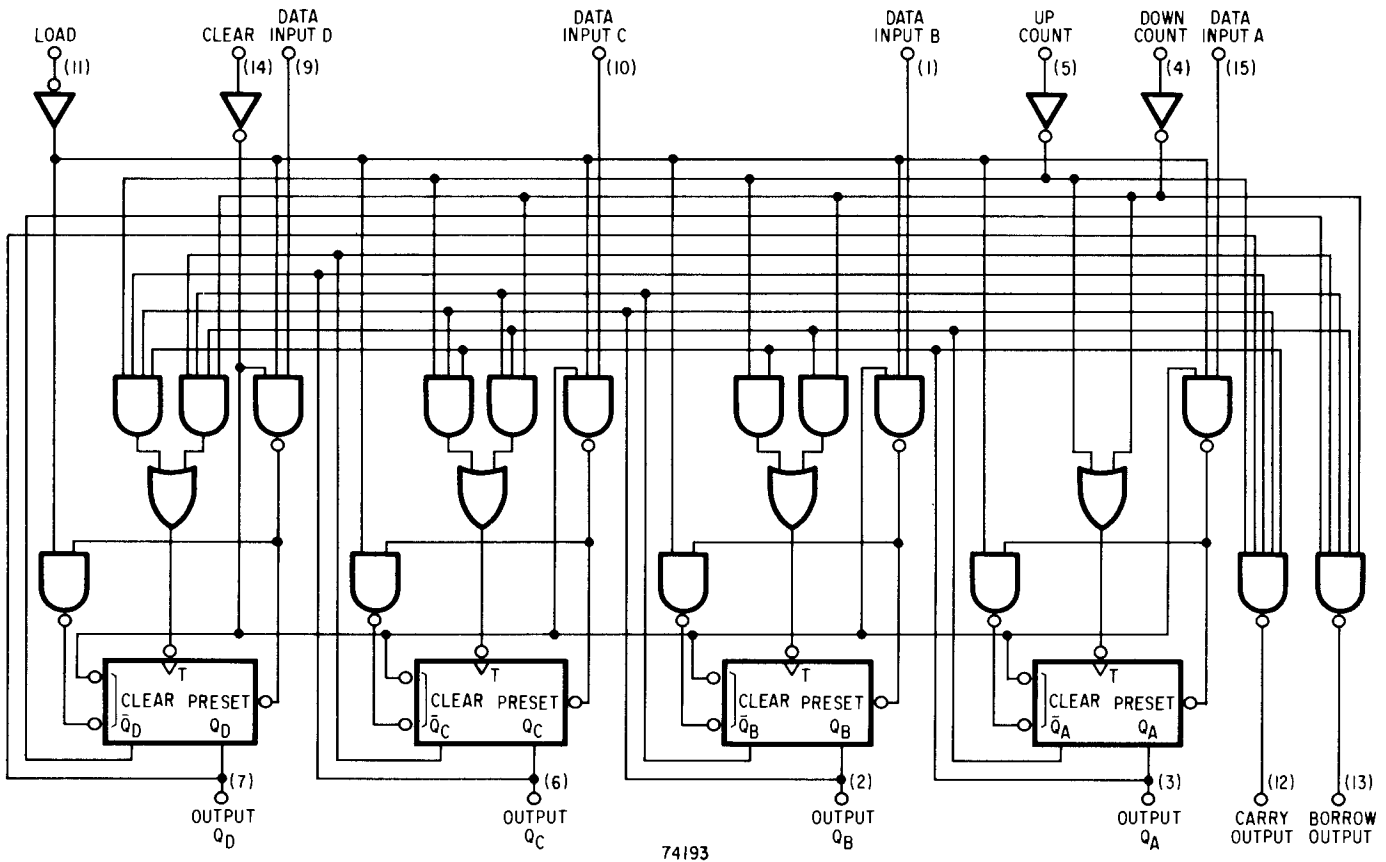 LOAD
(11)
CLEAR
(14)
DATA
INPUT D
(9)
DATA
INPUT C
(10)
DATA
INPUT B
(1)
UP
COUNT
(5)
DOWN
COUNT
(4)
DATA
INPUT A
(15)
T
CLEAR PRESET
Q̄D
QD
T
CLEAR PRESET
Q̄C
QC
T
CLEAR PRESET
Q̄B
QB
T
CLEAR PRESET
Q̄A
QA
(7)
OUTPUT
QD
(6)
OUTPUT
QC
(2)
OUTPUT
QB
(3)
OUTPUT
QA
(12)
CARRY
OUTPUT
(13)
BORROW
OUTPUT
74193